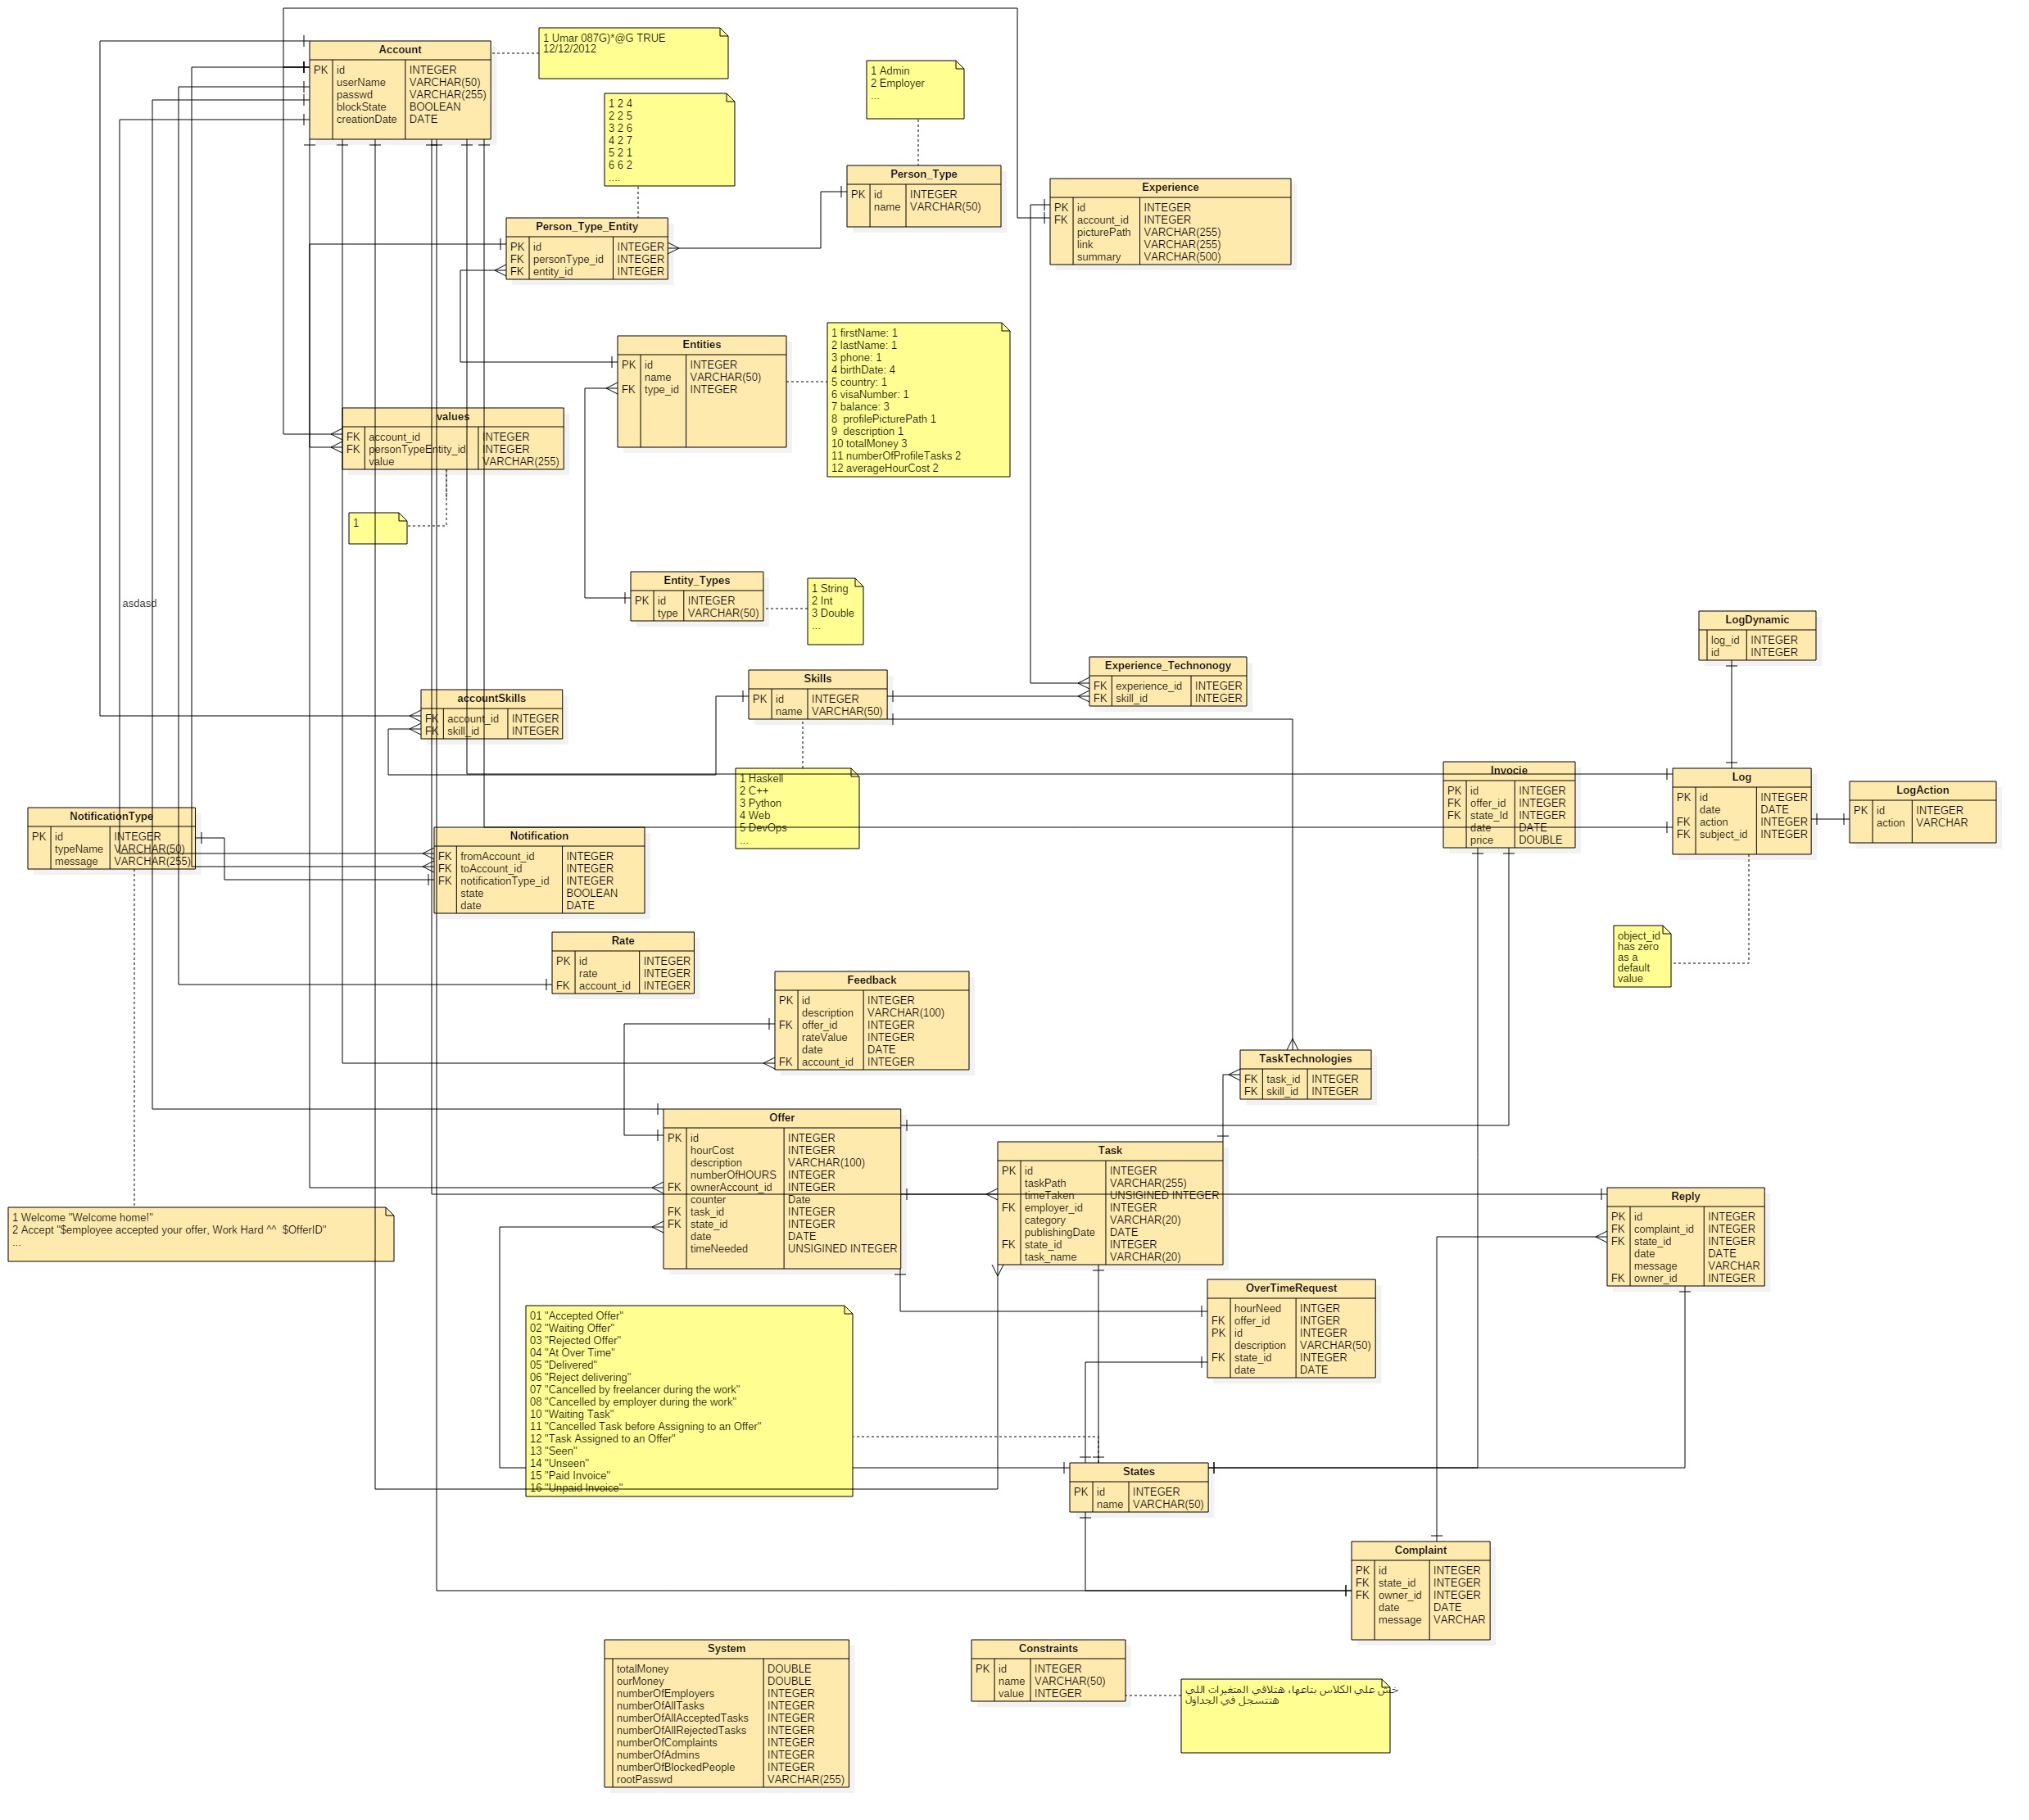 Account
PK id INTEGER
userName VARCHAR(50)
passwd VARCHAR(255)
blockState BOOLEAN
creationDate DATE
1 Umar 087G)*@G TRUE
12/12/2012
1 Admin
2 Employer
...
1 2 4
2 2 5
3 2 6
4 2 7
5 2 1
6 6 2
....
Person_Type
PK id INTEGER
name VARCHAR(50)
Experience
PK id INTEGER
FK account_id INTEGER
picturePath VARCHAR(255)
link VARCHAR(255)
summary VARCHAR(500)
Person_Type_Entity
PK id INTEGER
FK personType_id INTEGER
FK entity_id INTEGER
Entities
PK id INTEGER
name VARCHAR(50)
FK type_id INTEGER
1 firstName: 1
2 lastName: 1
3 phone: 1
4 birthDate: 4
5 country: 1
6 visaNumber: 1
7 balance: 3
8 profilePicturePath 1
9 description 1
10 totalMoney 3
11 numberOfProfileTasks 2
12 averageHourCost 2
values
FK account_id INTEGER
FK personTypeEntity_id INTEGER
value VARCHAR(255)
1
Entity_Types
PK id INTEGER
type VARCHAR(50)
1 String
2 Int
3 Double
...
asdasd
LogDynamic
log_id INTEGER
id INTEGER
Experience_Technonogy
FK experience_id INTEGER
FK skill_id INTEGER
Skills
PK id INTEGER
name VARCHAR(50)
accountSkills
FK account_id INTEGER
FK skill_id INTEGER
1 Haskell
2 C++
3 Python
4 Web
5 DevOps
...
Invocie
PK id INTEGER
FK offer_id INTEGER
FK state_Id INTEGER
date DATE
price DOUBLE
Log
PK id INTEGER
date DATE
FK action INTEGER
FK subject_id INTEGER
LogAction
PK id INTEGER
action VARCHAR
NotificationType
PK id INTEGER
typeName VARCHAR(50)
message VARCHAR(255)
Notification
FK fromAccount_id INTEGER
FK toAccount_id INTEGER
FK notificationType_id INTEGER
state BOOLEAN
date DATE
object_id
has zero
as a
default
value
Rate
PK id INTEGER
rate INTEGER
FK account_id INTEGER
Feedback
PK id INTEGER
description VARCHAR(100)
FK offer_id INTEGER
rateValue INTEGER
date DATE
FK account_id INTEGER
TaskTechnologies
FK task_id INTEGER
FK skill_id INTEGER
Offer
PK id INTEGER
hourCost INTEGER
description VARCHAR(100)
numberOfHOURS INTEGER
FK ownerAccount_id INTEGER
counter Date
FK task_id INTEGER
FK state_id INTEGER
date DATE
timeNeeded UNSIGINED INTEGER
Task
PK id INTEGER
taskPath VARCHAR(255)
timeTaken UNSIGINED INTEGER
FK employer_id INTEGER
category VARCHAR(20)
publishingDate DATE
FK state_id INTEGER
task_name VARCHAR(20)
Reply
PK id INTEGER
FK complaint_id INTEGER
FK state_id INTEGER
date DATE
message VARCHAR
FK owner_id INTEGER
1 Welcome "Welcome home!"
2 Accept "$employee accepted your offer, Work Hard ^^  $OfferID"
...
OverTimeRequest
hourNeed INTGER
FK offer_id INTGER
PK id INTEGER
description VARCHAR(50)
FK state_id INTEGER
date DATE
01 "Accepted Offer"
02 "Waiting Offer"
03 "Rejected Offer"
04 "At Over Time"
05 "Delivered"
06 "Reject delivering"
07 "Cancelled by freelancer during the work"
08 "Cancelled by employer during the work"
10 "Waiting Task"
11 "Cancelled Task before Assigning to an Offer"
12 "Task Assigned to an Offer"
13 "Seen"
14 "Unseen"
15 "Paid Invoice"
16 "Unpaid Invoice"
States
PK id INTEGER
name VARCHAR(50)
Complaint
PK id INTEGER
FK state_id INTEGER
FK owner_id INTEGER
date DATE
message VARCHAR
System
totalMoney DOUBLE
ourMoney DOUBLE
numberOfEmployers INTEGER
numberOfAllTasks INTEGER
numberOfAllAcceptedTasks INTEGER
numberOfAllRejectedTasks INTEGER
numberOfComplaints INTEGER
numberOfAdmins INTEGER
numberOfBlockedPeople INTEGER
rootPasswd VARCHAR(255)
Constraints
PK id INTEGER
name VARCHAR(50)
value INTEGER
خش علي الكلاس بتاعها، هتلاقي المتغيرات اللي
هتتسجل في الجداول